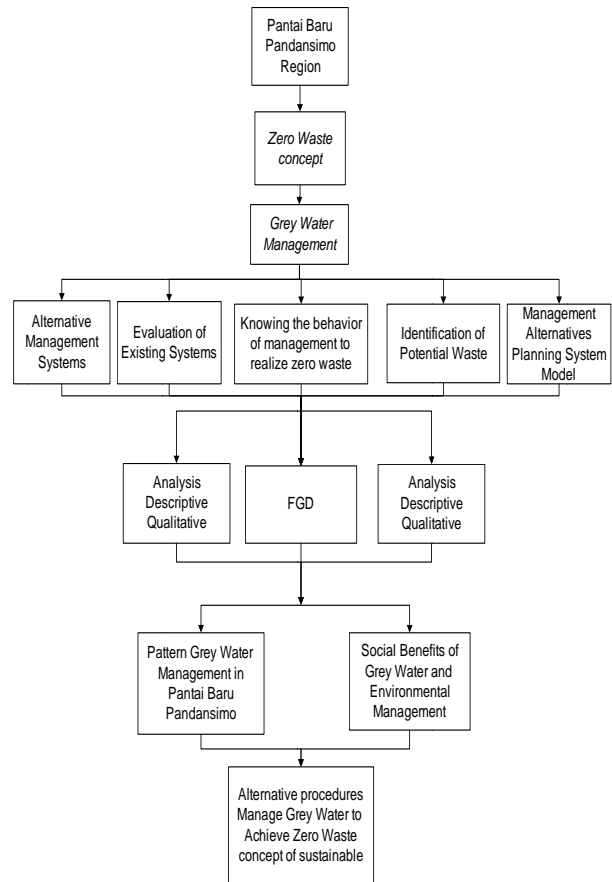 Pantai Baru
Pandansimo
Region
Zero Waste
concept
Grey Water
Management
Alternative
Management
Systems
Evaluation of
Existing Systems
Knowing the behavior
of management to
realize zero waste
Identification of
Potential Waste
Management
Alternatives
Planning System
Model
Analysis
Descriptive
Qualitative
FGD
Analysis
Descriptive
Qualitative
Pattern Grey Water
Management in
Pantai Baru
Pandansimo
Social Benefits of
Grey Water and
Environmental
Management
Alternative procedures
Manage Grey Water to
Achieve Zero Waste
concept of sustainable